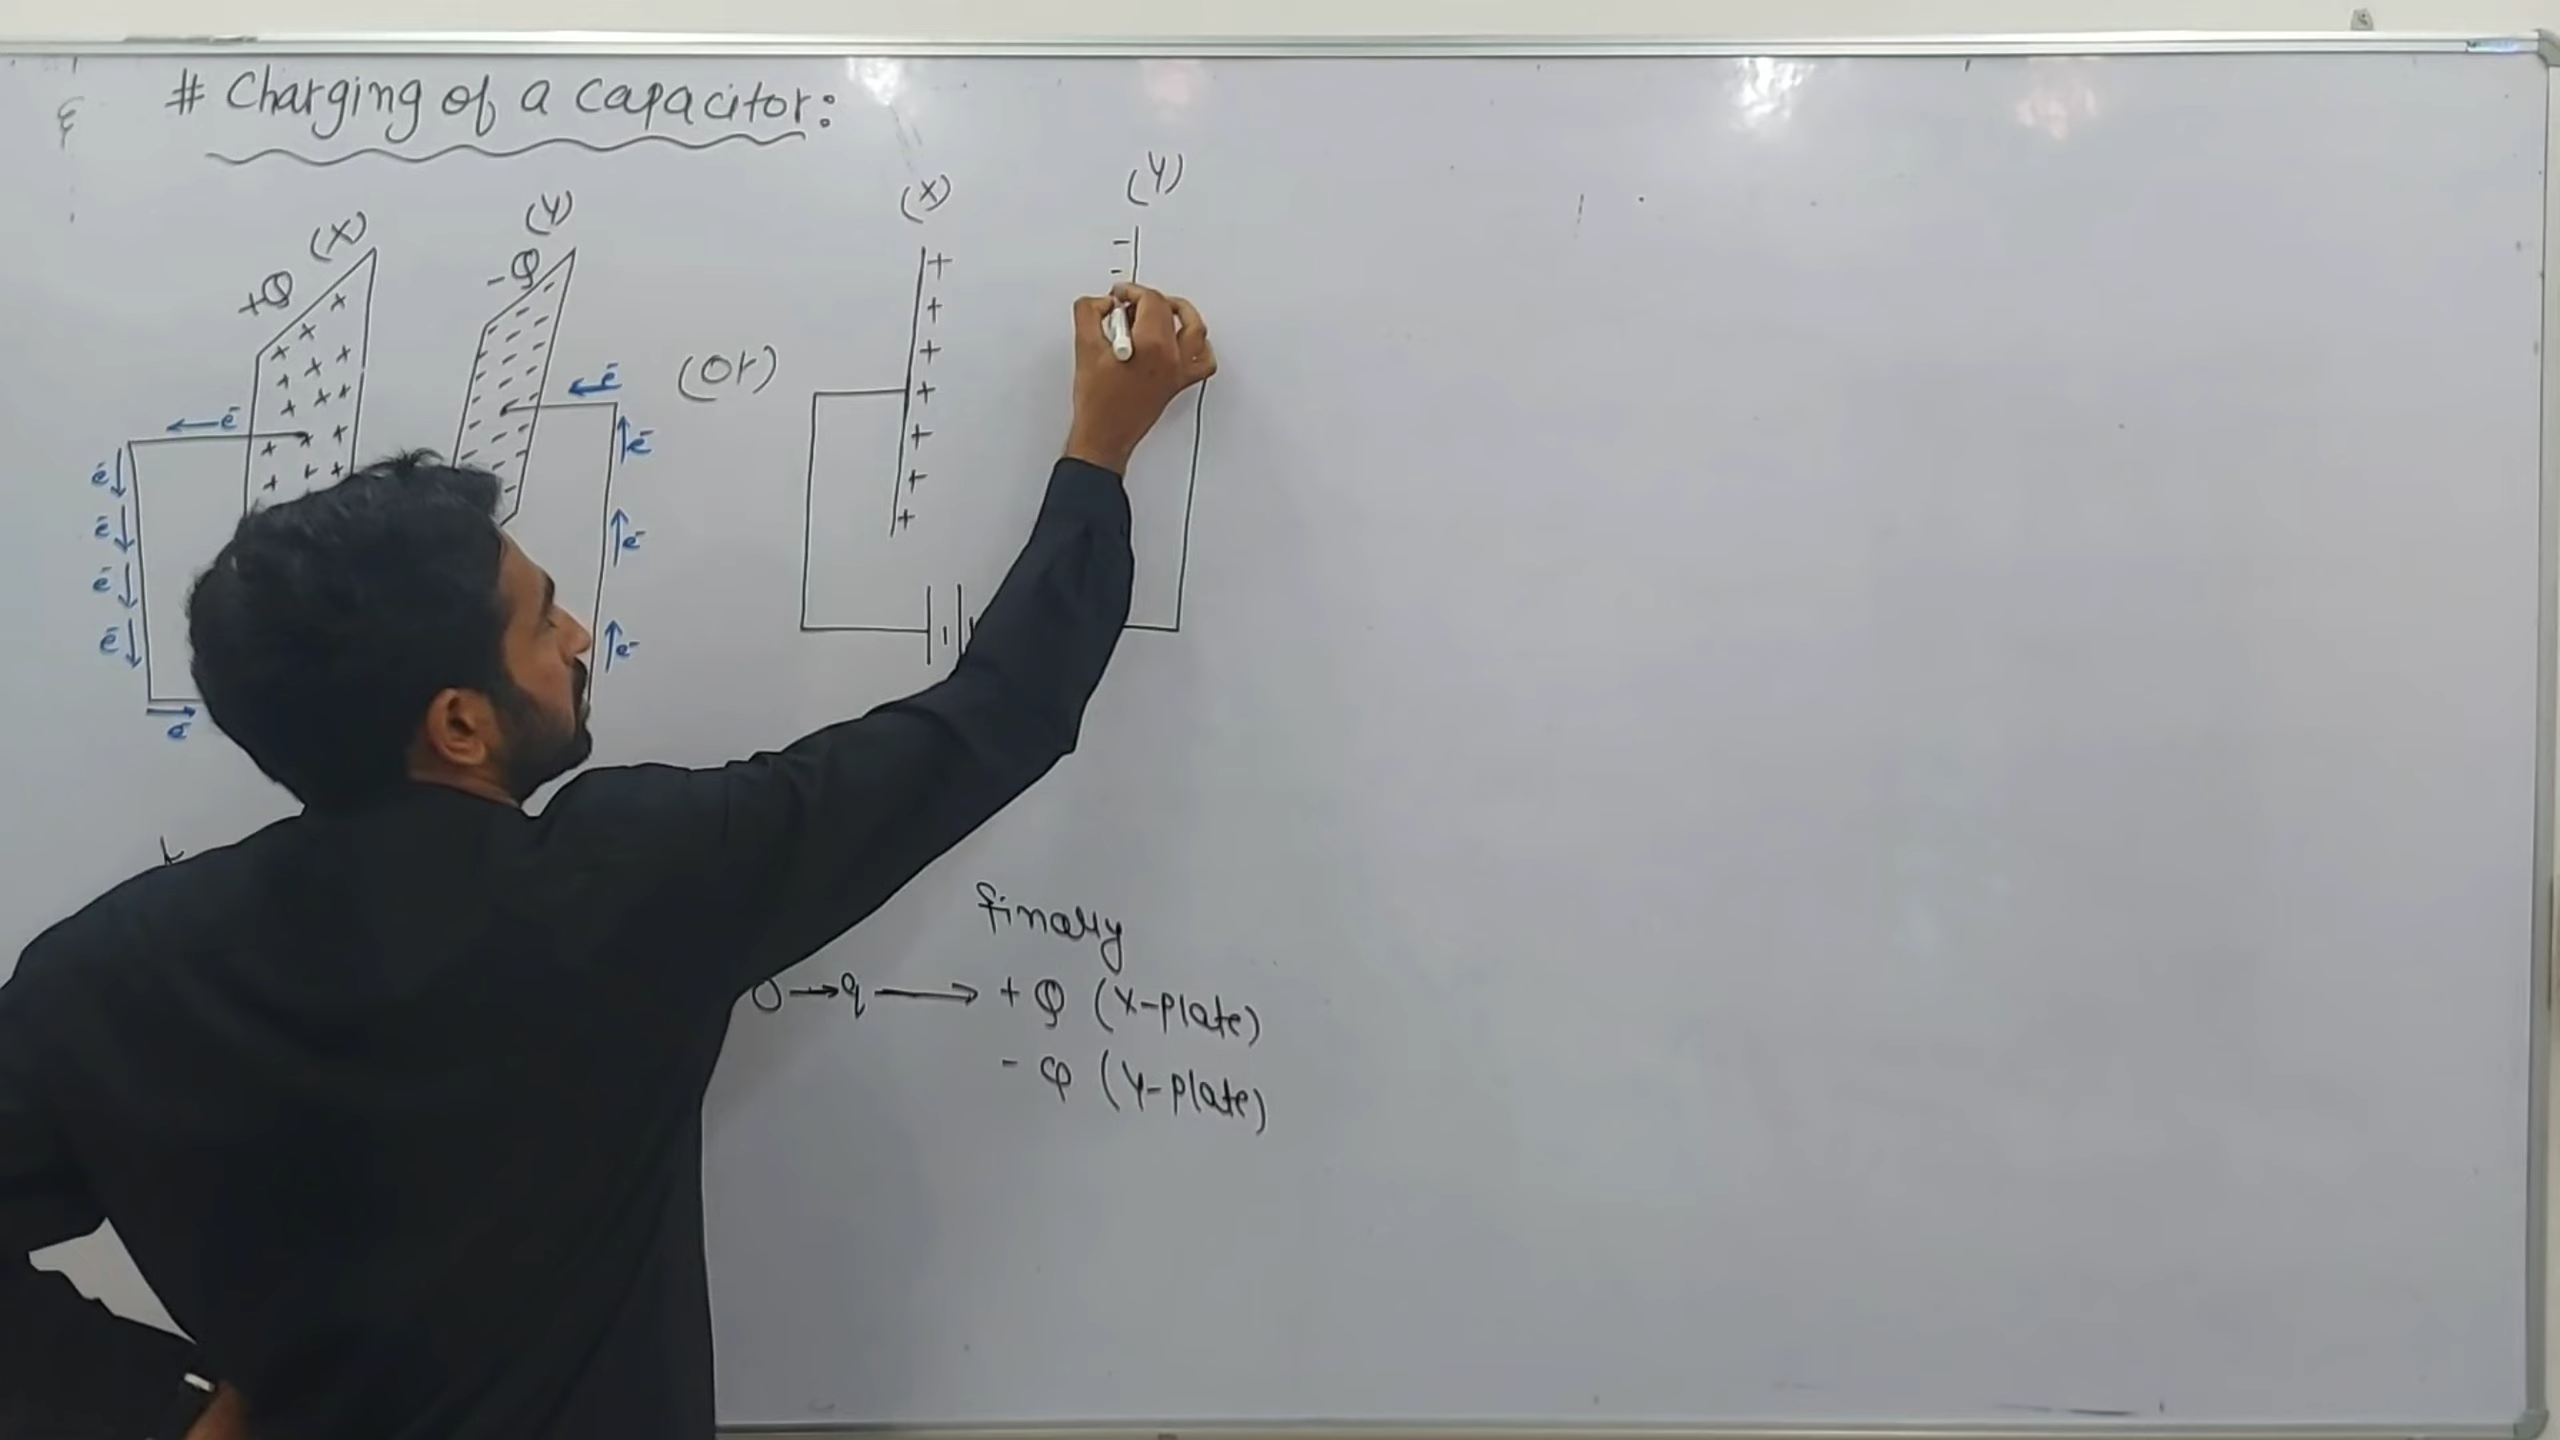 # Charging of a capacitor:
(X) (Y) (X) (Y)
+Q -Q
(Or)
e⁻ e⁻
e⁻ e⁻
e⁻ e⁻
e⁻ e⁻
e⁻
e⁻
finally
0 → q → + Q (X-plate)
- Q (Y-plate)